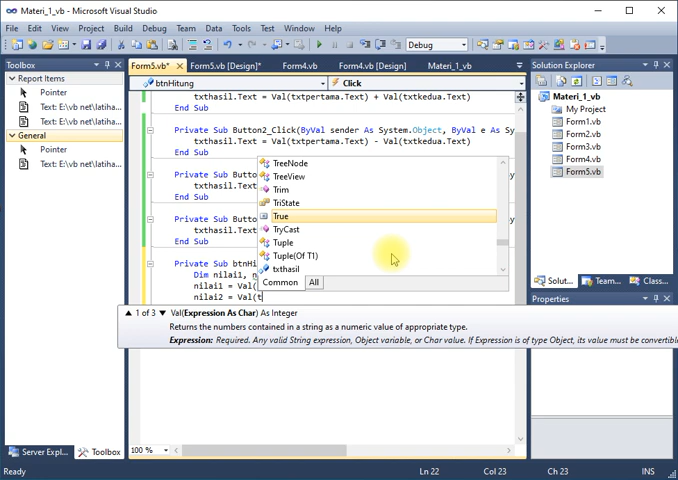 Materi_1_vb - Microsoft Visual Studio
File Edit View Project Build Debug Team Data Tools Test Window Help
Debug
Toolbox
Report Items
Pointer
Text: E:\vb net\latiha...
Text: E:\vb net\latiha...
General
Pointer
Text: E:\vb net\latiha...
Form5.vb* Form5.vb [Design]* Form4.vb Form4.vb [Design] Materi_1_vb
btnHitung Click
txthasil.Text = Val(txtpertama.Text) + Val(txtkedua.Text)
End Sub
Private Sub Button2_Click(ByVal sender As System.Object, ByVal e As Sy
txthasil.Text = Val(txtpertama.Text) - Val(txtkedua.Text)
End Sub
Private Sub Butt
txthasil.Text
End Sub
Private Sub Butt
txthasil.Text
End Sub
Private Sub btnHi
Dim nilai1, n
nilai1 = Val(
nilai2 = Val(t
TreeNode
TreeView
Trim
TriState
True
TryCast
Tuple
Tuple(Of T1)
txthasil
Common All
1 of 3 Val(Expression As Char) As Integer
Returns the numbers contained in a string as a numeric value of appropriate type.
Expression: Required. Any valid String expression, Object variable, or Char value. If Expression is of type Object, its value must be convertible
Solution Explorer
Materi_1_vb
My Project
Form1.vb
Form2.vb
Form3.vb
Form4.vb
Form5.vb
Solut... Team... Class...
Properties
100 %
Server Expl... Toolbox
Ready Ln 22 Col 23 Ch 23 INS